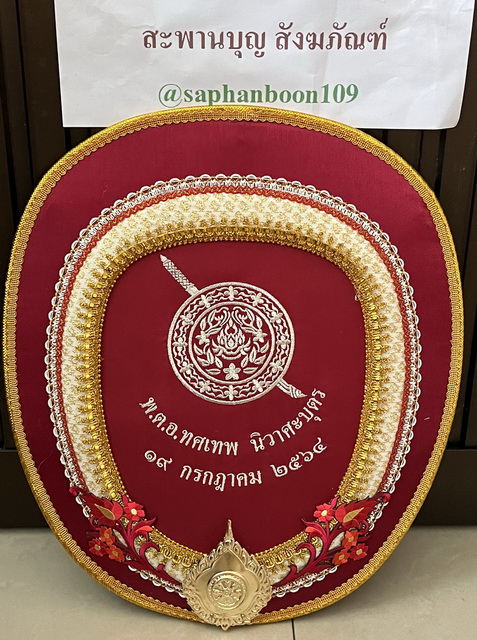 สะพานบุญ สังฆภัณฑ์
@saphanboon109
พ.ต.อ.ทศเทพ นิวาศะบุตร
๑๙ กรกฎาคม ๒๕๖๔